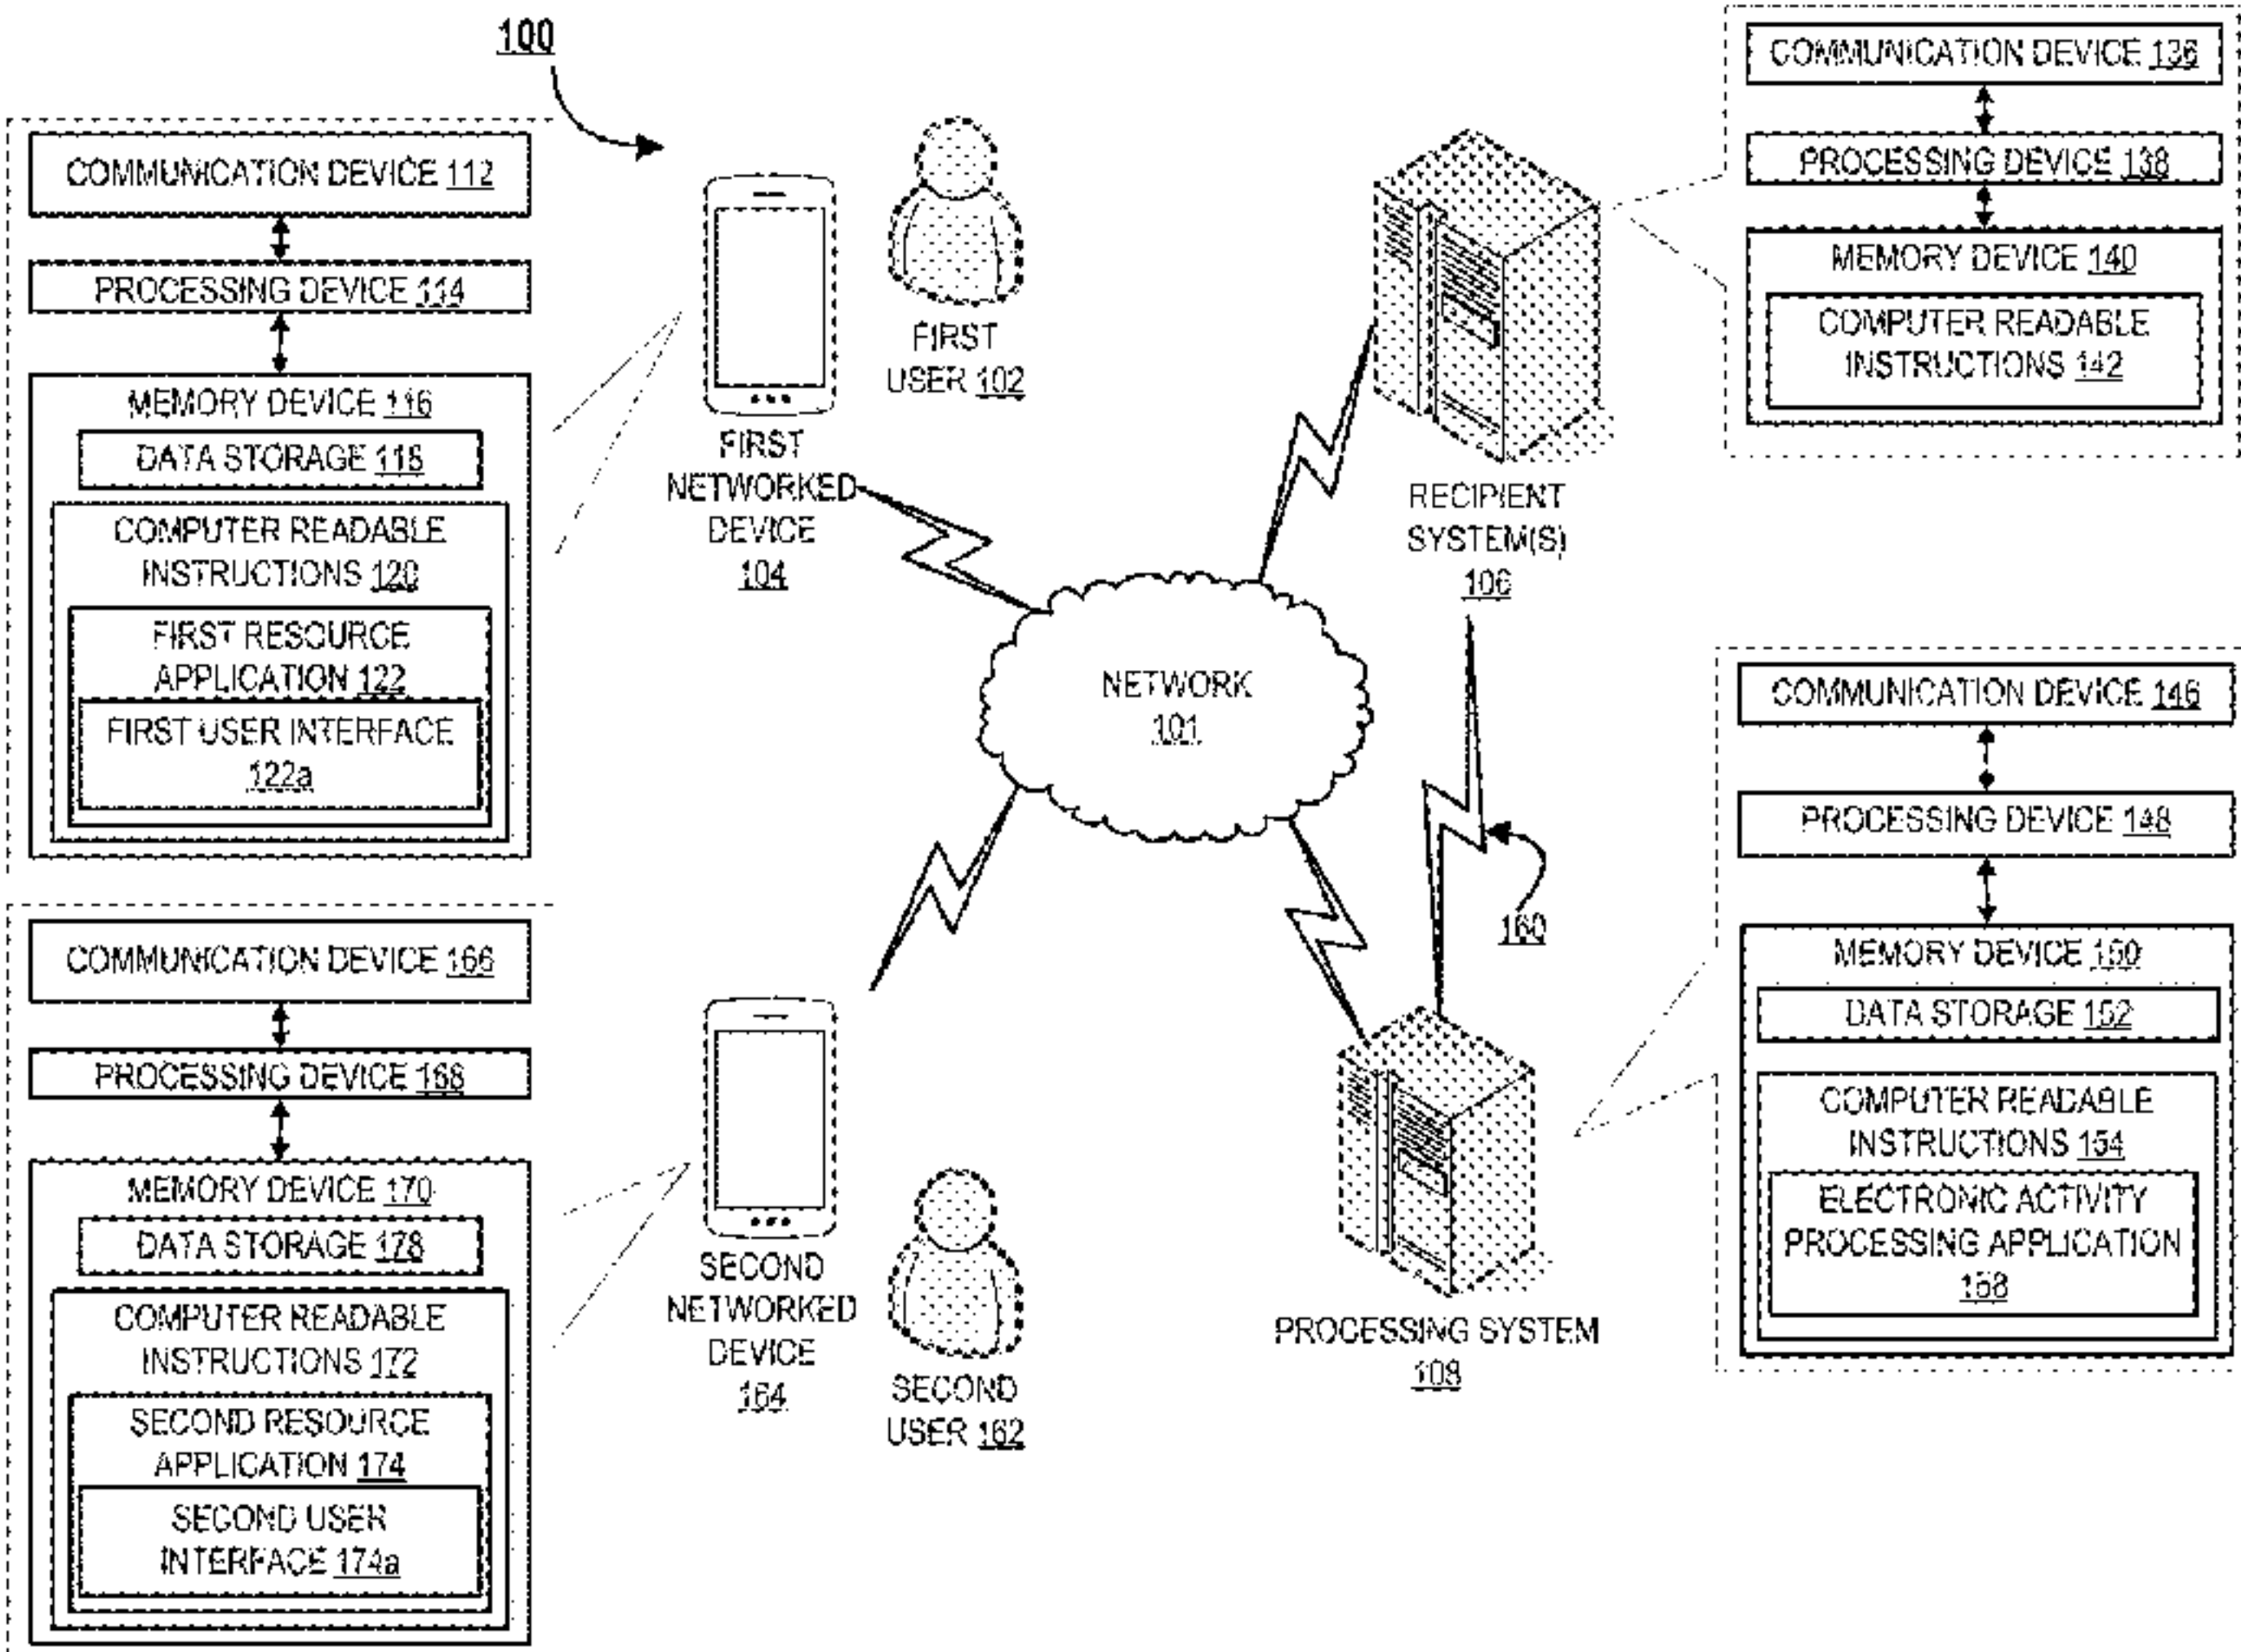 100
COMMUNICATION DEVICE 112
PROCESSING DEVICE 114
MEMORY DEVICE 116
DATA STORAGE 118
COMPUTER READABLE
INSTRUCTIONS 120
FIRST RESOURCE
APPLICATION 122
FIRST USER INTERFACE
122a
FIRST
USER 102
FIRST
NETWORKED
DEVICE
104
RECIPIENT
SYSTEM(S)
106
COMMUNICATION DEVICE 136
PROCESSING DEVICE 138
MEMORY DEVICE 140
COMPUTER READABLE
INSTRUCTIONS 142
NETWORK
101
160
COMMUNICATION DEVICE 146
PROCESSING DEVICE 148
MEMORY DEVICE 150
DATA STORAGE 152
COMPUTER READABLE
INSTRUCTIONS 154
ELECTRONIC ACTIVITY
PROCESSING APPLICATION
158
COMMUNICATION DEVICE 166
PROCESSING DEVICE 168
MEMORY DEVICE 170
DATA STORAGE 178
COMPUTER READABLE
INSTRUCTIONS 172
SECOND RESOURCE
APPLICATION 174
SECOND USER
INTERFACE 174a
SECOND
NETWORKED
DEVICE
164
SECOND
USER 162
PROCESSING SYSTEM
108